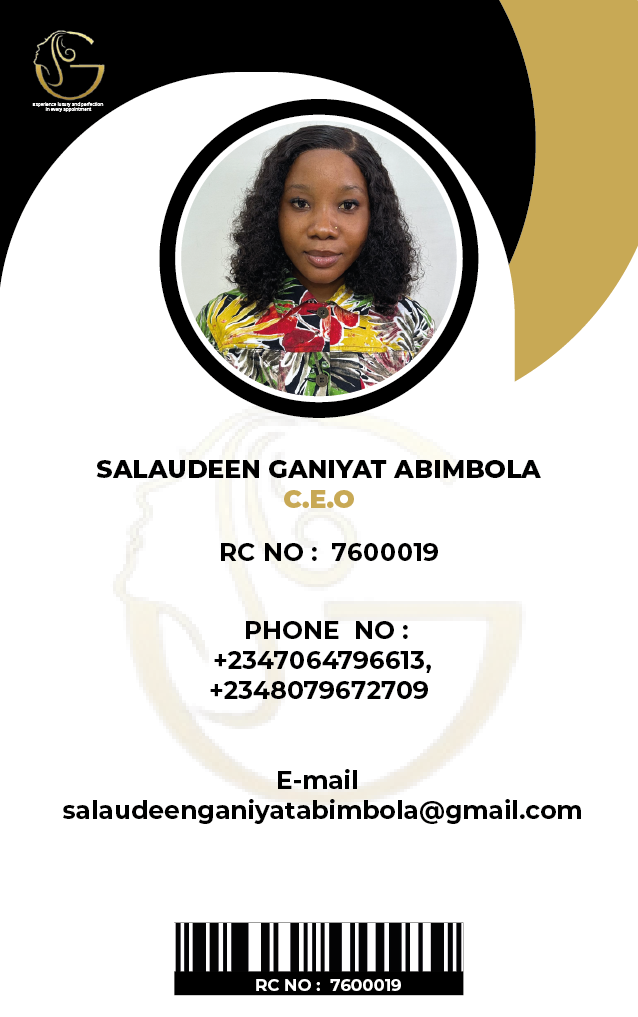 Experience luxury and perfection
in every appointment
SALAUDEEN GANIYAT ABIMBOLA
C.E.O
RC NO : 7600019
PHONE NO :
+2347064796613,
+2348079672709
E-mail
salaudeenganiyatabimbola@gmail.com
RC NO : 7600019